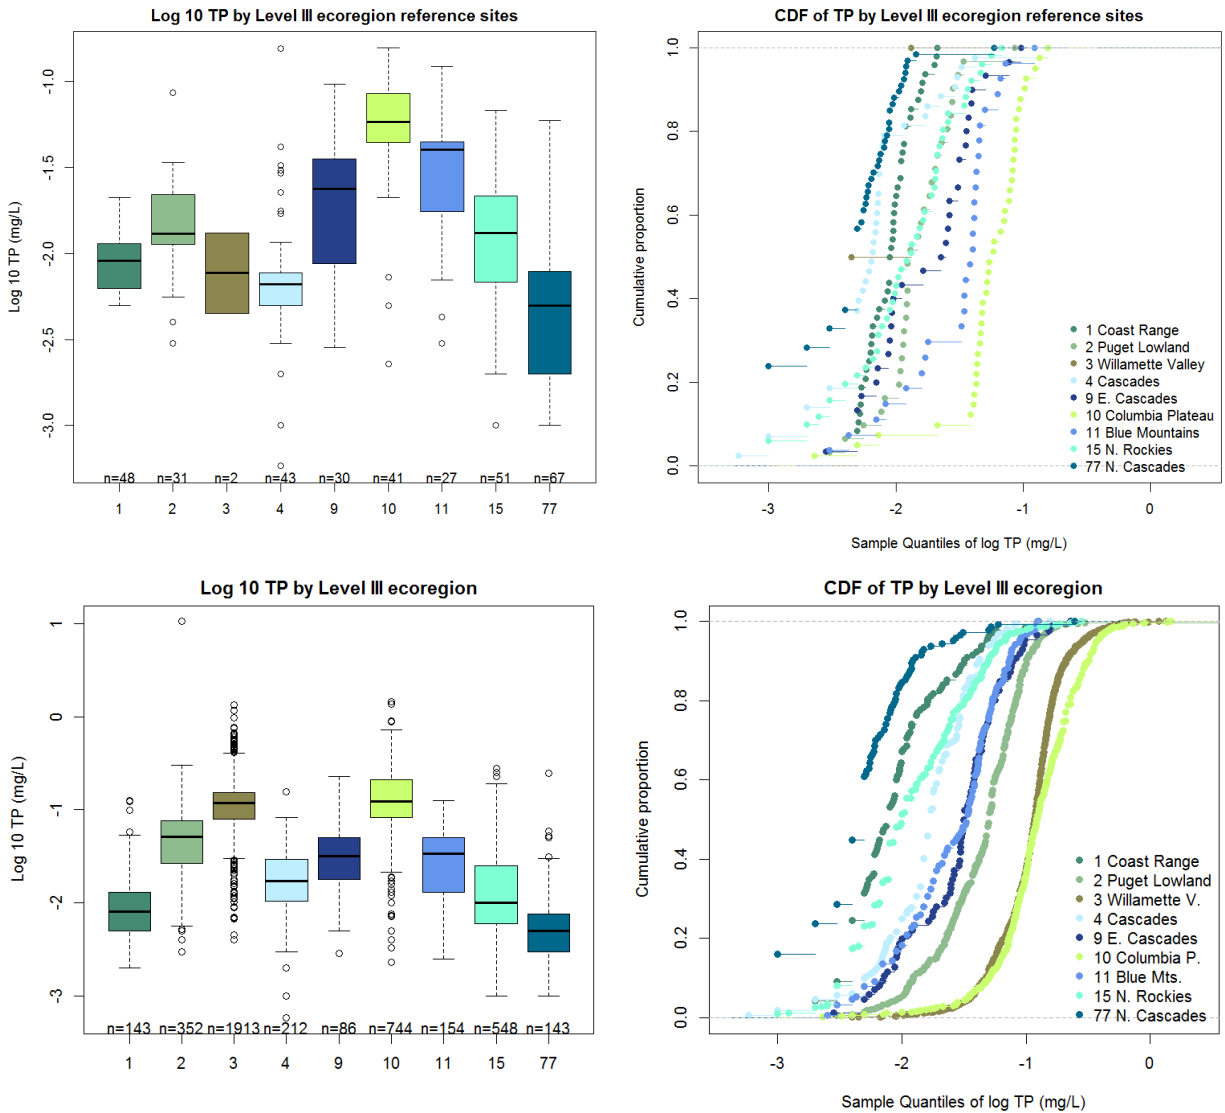 Log 10 TP by Level III ecoregion reference sites
Log 10 TP (mg/L)
-1.0
-1.5
-2.0
-2.5
-3.0
n=48 n=31 n=2 n=43 n=30 n=41 n=27 n=51 n=67
1 2 3 4 9 10 11 15 77
CDF of TP by Level III ecoregion reference sites
Cumulative proportion
1.0
0.8
0.6
0.4
0.2
0.0
1 Coast Range
2 Puget Lowland
3 Willamette Valley
4 Cascades
9 E. Cascades
10 Columbia Plateau
11 Blue Mountains
15 N. Rockies
77 N. Cascades
-3 -2 -1 0
Sample Quantiles of log TP (mg/L)
Log 10 TP by Level III ecoregion
Log 10 TP (mg/L)
1
0
-1
-2
-3
n=143 n=352 n=1913 n=212 n=86 n=744 n=154 n=548 n=143
1 2 3 4 9 10 11 15 77
CDF of TP by Level III ecoregion
Cumulative proportion
1.0
0.8
0.6
0.4
0.2
0.0
1 Coast Range
2 Puget Lowland
3 Willamette V.
4 Cascades
9 E. Cascades
10 Columbia P.
11 Blue Mts.
15 N. Rockies
77 N. Cascades
-3 -2 -1 0
Sample Quantiles of log TP (mg/L)